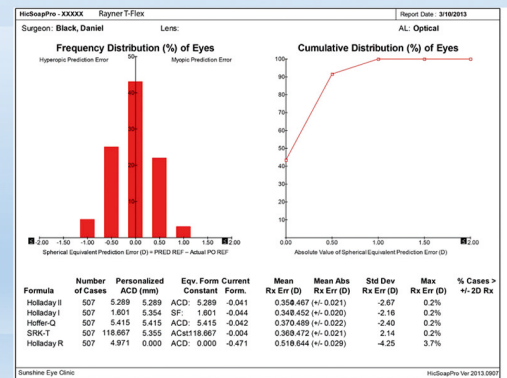 HicSoapPro - XXXXX Rayner T-Flex Report Date : 3/10/2013
Surgeon: Black, Daniel Lens: AL: Optical
Frequency Distribution (%) of Eyes
Hyperopic Prediction Error 50 Myopic Prediction Error
40
30
20
10
-2.00 -1.50 -1.00 -0.50 0.00 0.50 1.00 1.50 2.00
Spherical Equivalent Prediction Error (D) = PRED REF – Actual PO REF
Cumulative Distribution (%) of Eyes
100
90
80
70
60
50
40
30
20
10
0.00 0.50 1.00 1.50 2.00
Absolute Value of Spherical Equivalent Prediction Error (D)
Number Personalized Eqv. Form Current Mean Mean Abs Std Dev Max % Cases >
Formula of Cases ACD (mm) Constant Form. Rx Err (D) Rx Err (D) Rx Err (D) Rx Err (D) +/- 2D Rx
Holladay II 507 5.289 5.289 ACD: 5.289 -0.041 0.350.467 (+/- 0.021) -2.67 0.2%
Holladay I 507 1.601 5.354 SF: 1.601 -0.044 0.340.452 (+/- 0.020) -2.16 0.2%
Hoffer-Q 507 5.415 5.415 ACD: 5.415 -0.042 0.370.489 (+/- 0.022) -2.40 0.2%
SRK-T 507 118.667 5.355 ACst118.667 -0.004 0.360.472 (+/- 0.021) 2.14 0.2%
Holladay R 507 4.971 0.000 ACD: 0.000 -0.471 0.510.644 (+/- 0.029) -4.25 3.7%
Sunshine Eye Clinic HicSoapPro Ver 2013.0907